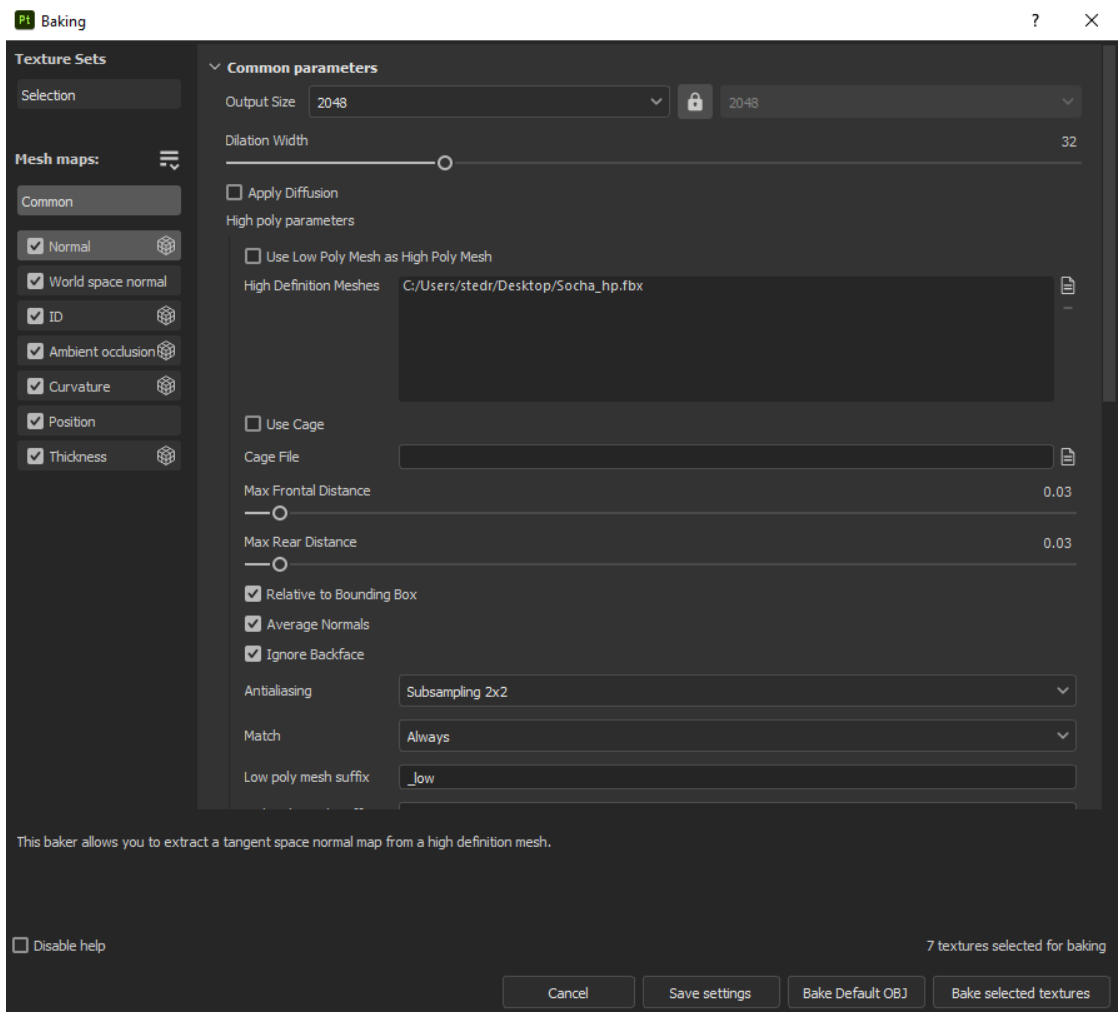 Pt Baking
?
Texture Sets
Selection
Mesh maps:
Common
Normal
World space normal
ID
Ambient occlusion
Curvature
Position
Thickness
Common parameters
Output Size 2048 2048
Dilation Width 32
Apply Diffusion
High poly parameters
Use Low Poly Mesh as High Poly Mesh
High Definition Meshes C:/Users/stedr/Desktop/Socha_hp.fbx
Use Cage
Cage File
Max Frontal Distance 0.03
Max Rear Distance 0.03
Relative to Bounding Box
Average Normals
Ignore Backface
Antialiasing Subsampling 2x2
Match Always
Low poly mesh suffix _low
This baker allows you to extract a tangent space normal map from a high definition mesh.
Disable help 7 textures selected for baking
Cancel Save settings Bake Default OBJ Bake selected textures